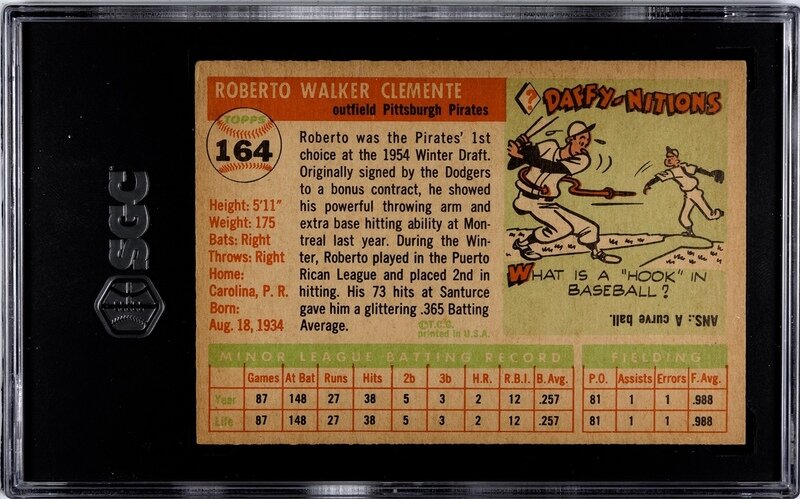 SGC
ROBERTO WALKER CLEMENTE
outfield Pittsburgh Pirates
TOPPS
164
Height: 5'11"
Weight: 175
Bats: Right
Throws: Right
Home:
Carolina, P. R.
Born:
Aug. 18, 1934
Roberto was the Pirates' 1st
choice at the 1954 Winter Draft.
Originally signed by the Dodgers
to a bonus contract, he showed
his powerful throwing arm and
extra base hitting ability at Mon-
treal last year. During the Win-
ter, Roberto played in the Puerto
Rican League and placed 2nd in
hitting. His 73 hits at Santurce
gave him a glittering .365 Batting
Average.
©T.C.G.
printed in U.S.A.
? DAFFY-NITIONS
WHAT IS A "HOOK" IN
BASEBALL?
ANS.: A curve ball.
MINOR LEAGUE BATTING RECORD FIELDING
Games At Bat Runs Hits 2b 3b H.R. R.B.I. B. Avg. P.O. Assists Errors F. Avg.
Year 87 148 27 38 5 3 2 12 .257 81 1 1 .988
Life 87 148 27 38 5 3 2 12 .257 81 1 1 .988